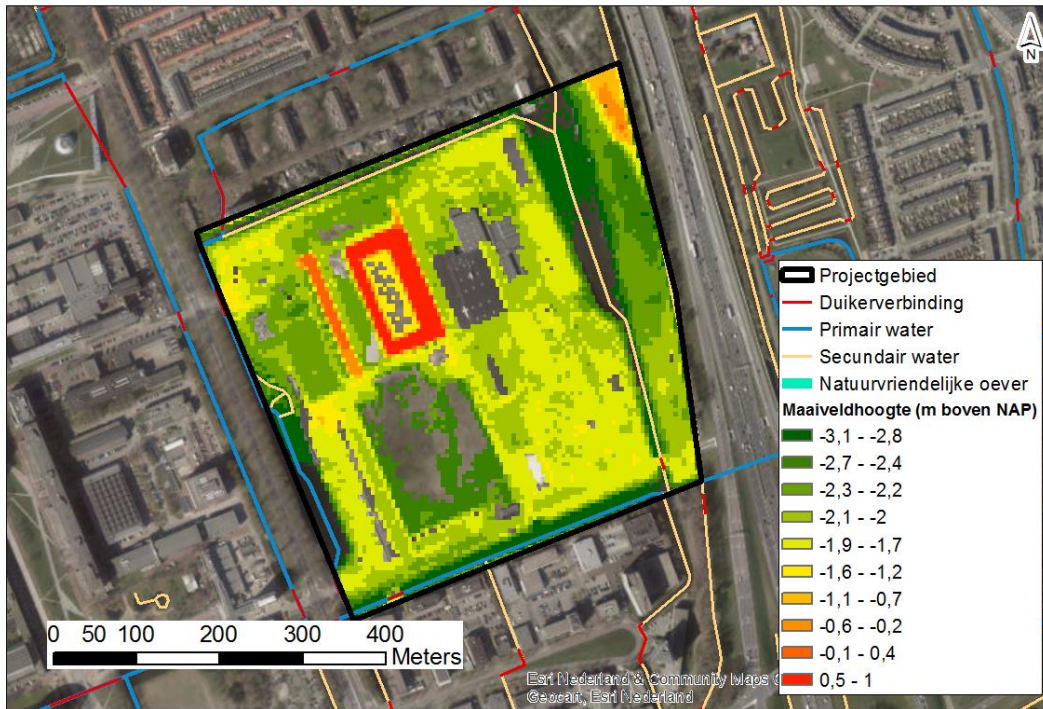 N
Projectgebied
Duikerverbinding
Primair water
Secundair water
Natuurvriendelijke oever
Maaiveldhoogte (m boven NAP)
-3,1 - -2,8
-2,7 - -2,4
-2,3 - -2,2
-2,1 - -2
-1,9 - -1,7
-1,6 - -1,2
-1,1 - -0,7
-0,6 - -0,2
-0,1 - 0,4
0,5 - 1
0 50 100 200 300 400
Meters
Esri Nederland & Community Maps
Geocart, Esri Nederland